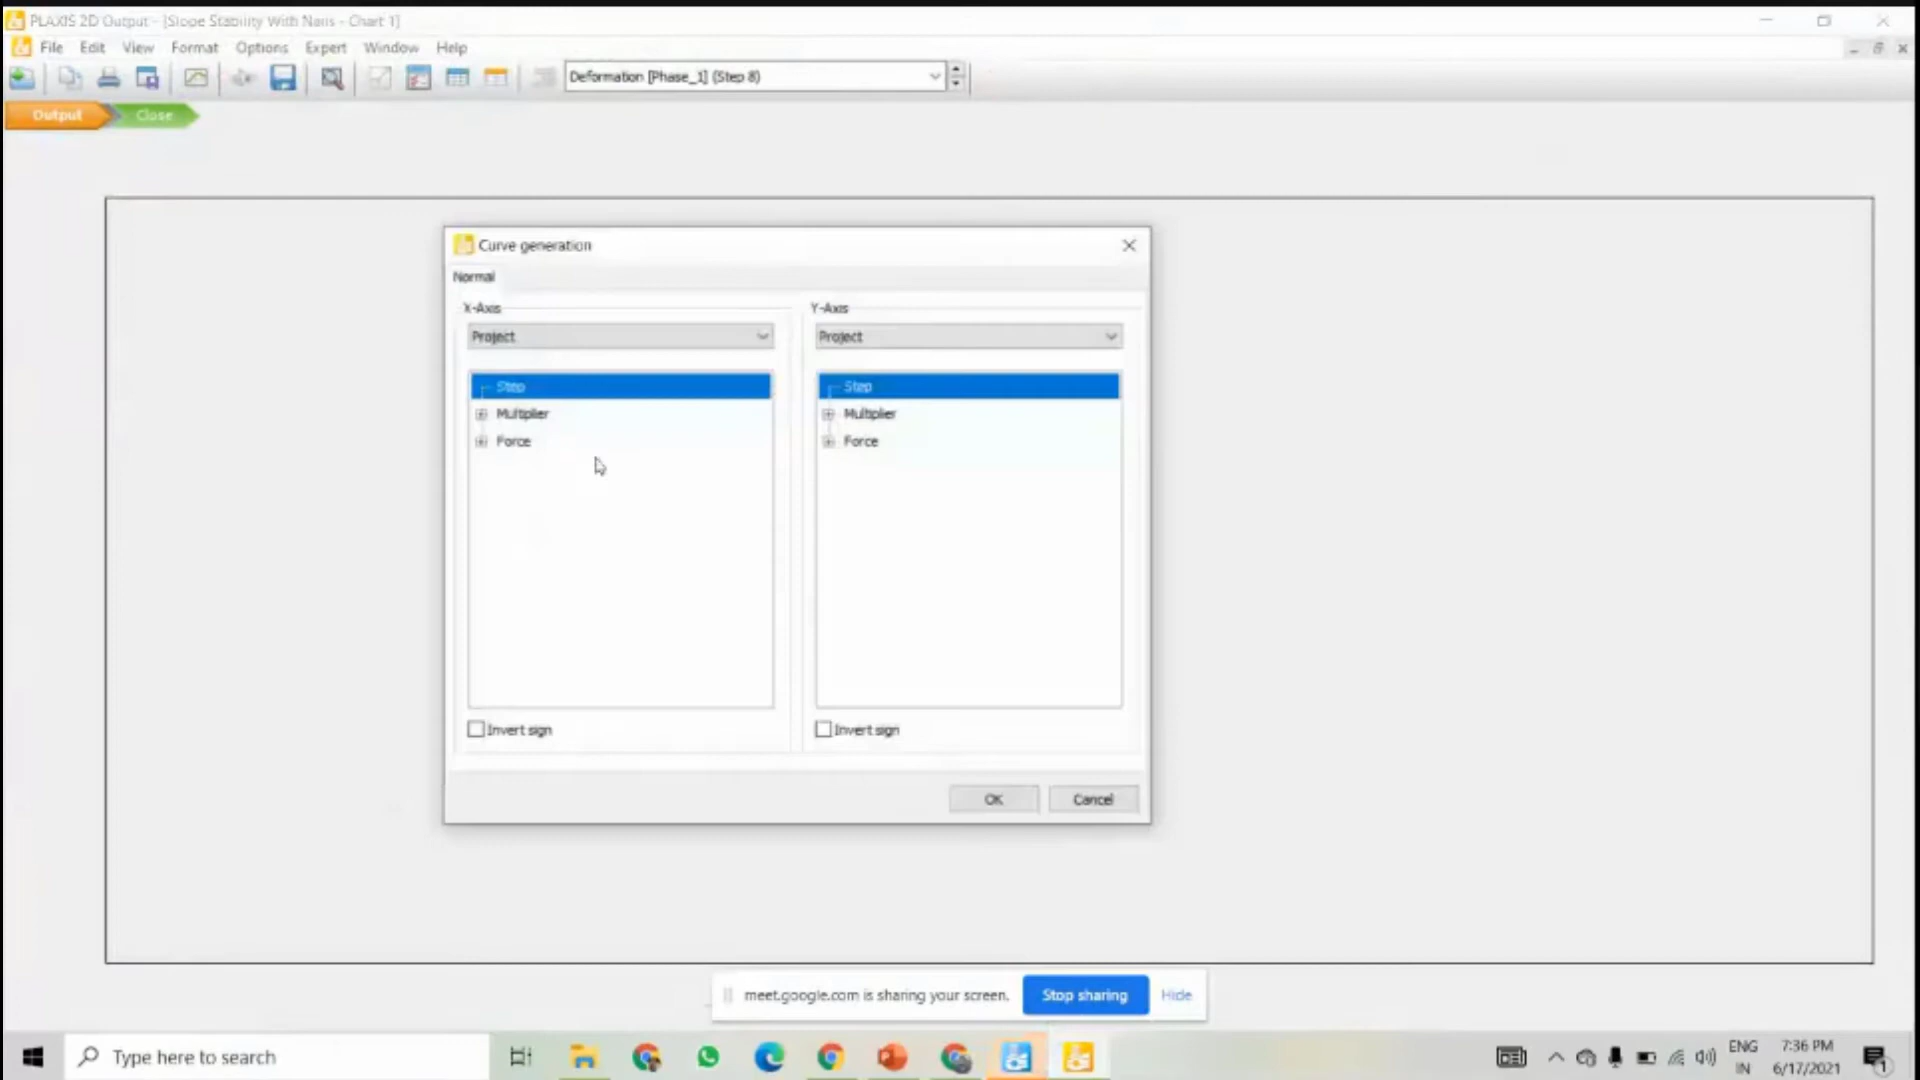 PLAXIS 2D Output - [Slope Stability With Nails - Chart 1]
File Edit View Format Options Expert Window Help
Deformation [Phase_1] (Step 8)
Output Close
Curve generation
Normal
X-Axis Y-Axis
Project Project
Step Step
Multiplier Multiplier
Force Force
Invert sign Invert sign
OK Cancel
meet.google.com is sharing your screen. Stop sharing Hide
Type here to search
ENG 7:36 PM
IN 6/17/2021
1